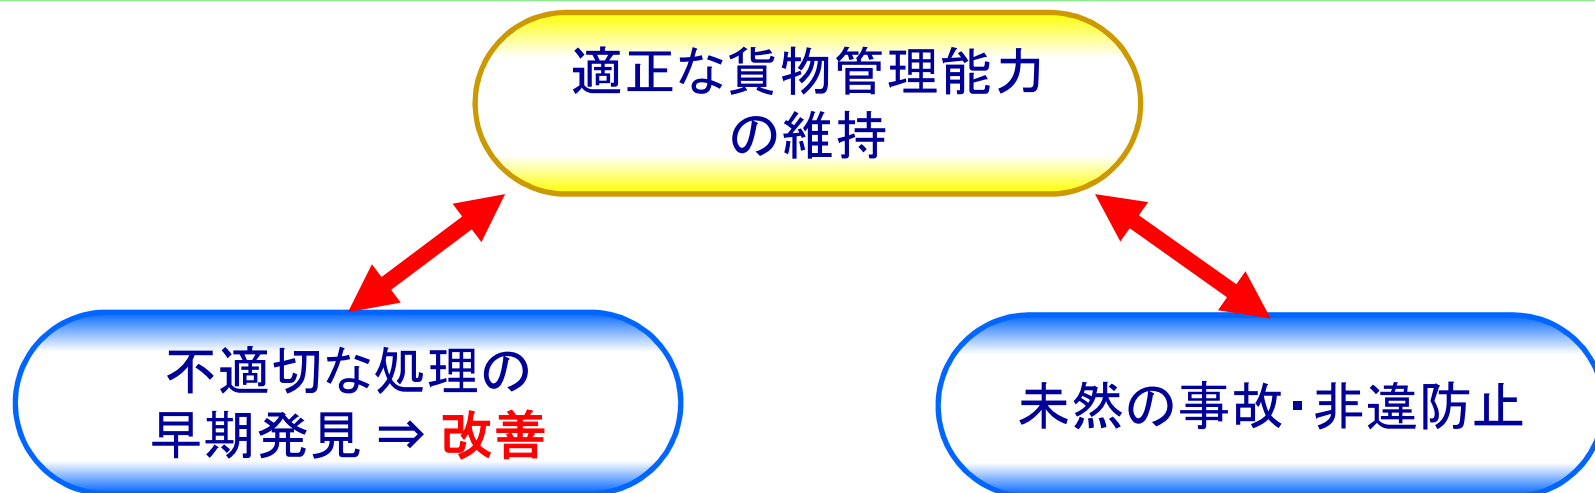 適正な貨物管理能力
の維持
不適切な処理の
早期発見 ⇒ 改善
未然の事故・非違防止